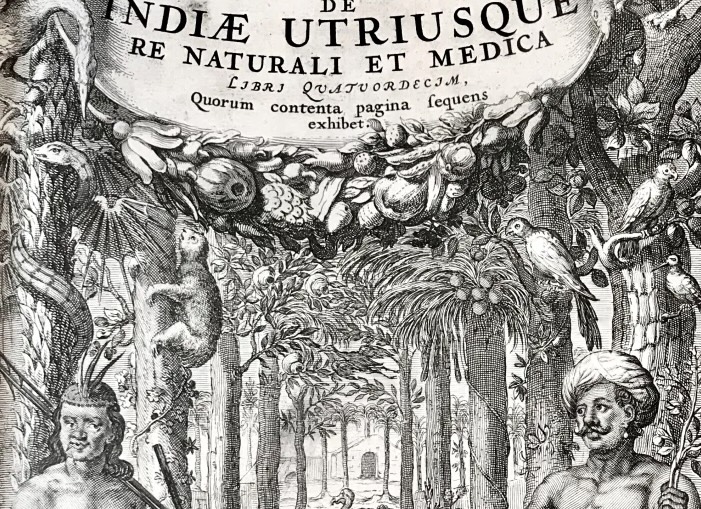 DE
INDIÆ UTRIUSQUE
RE NATURALI ET MEDICA
LIBRI QUATUORDECIM,
Quorum contenta pagina ſequens
exhibet.